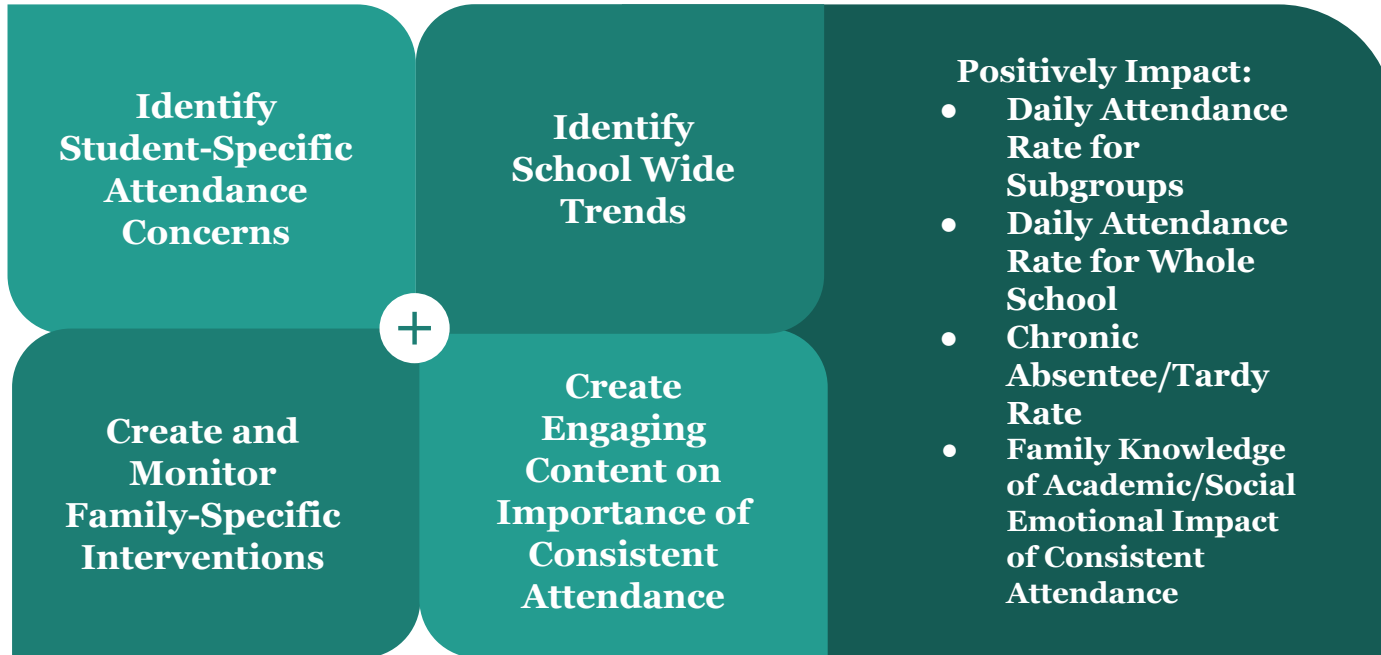 Identify
Student-Specific
Attendance
Concerns
Identify
School Wide
Trends
Create and
Monitor
Family-Specific
Interventions
Create
Engaging
Content on
Importance of
Consistent
Attendance
+
Positively Impact:
● Daily Attendance
Rate for
Subgroups
● Daily Attendance
Rate for Whole
School
● Chronic
Absentee/Tardy
Rate
● Family Knowledge
of Academic/Social
Emotional Impact
of Consistent
Attendance